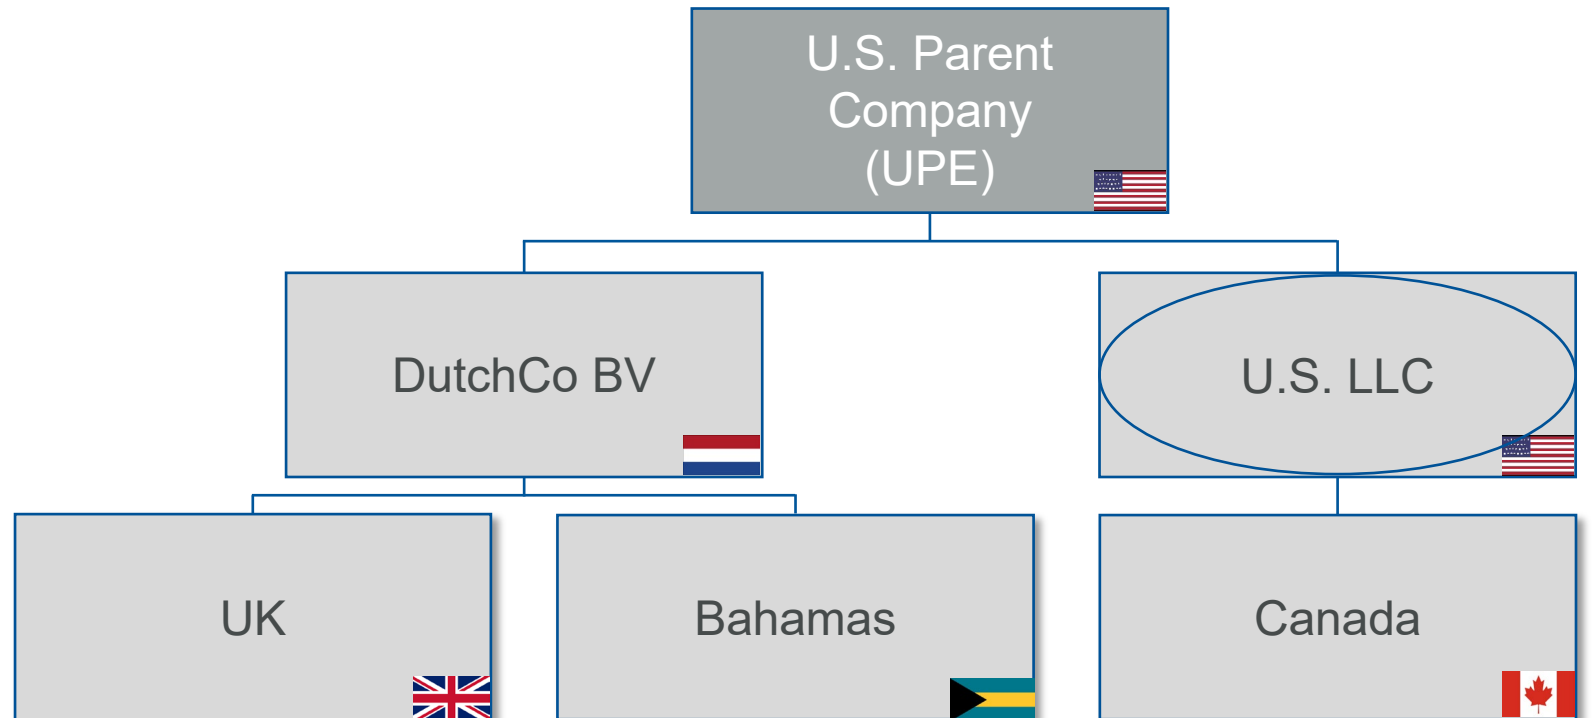 U.S. Parent
Company
(UPE)
DutchCo BV
U.S. LLC
UK
Bahamas
Canada